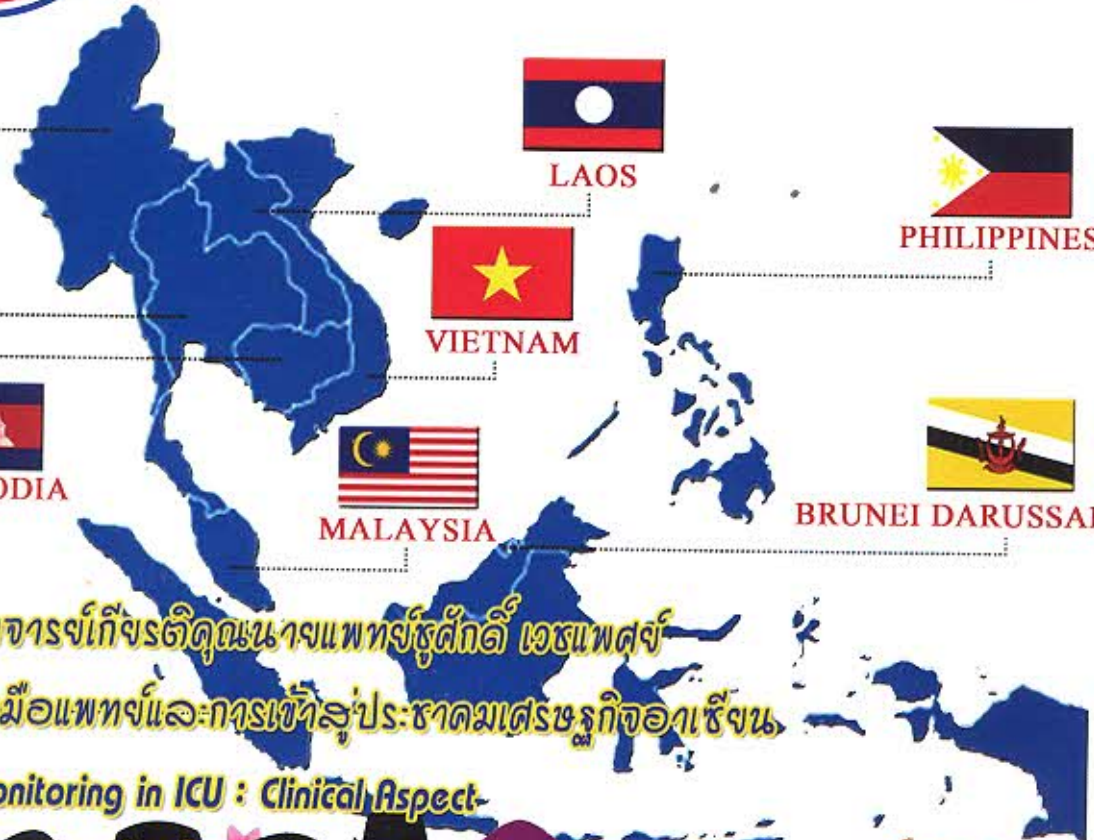 LAOS
PHILIPPINES
VIETNAM
ODIA
MALAYSIA
BRUNEI DARUSSAL
จารย์เกียรติคุณนายแพทย์ชูศักดิ์ เวชแพศย์
มือแพทย์และการเข้าสู่ประชาคมเศรษฐกิจอาเซียน
onitoring in ICU : Clinical Aspect